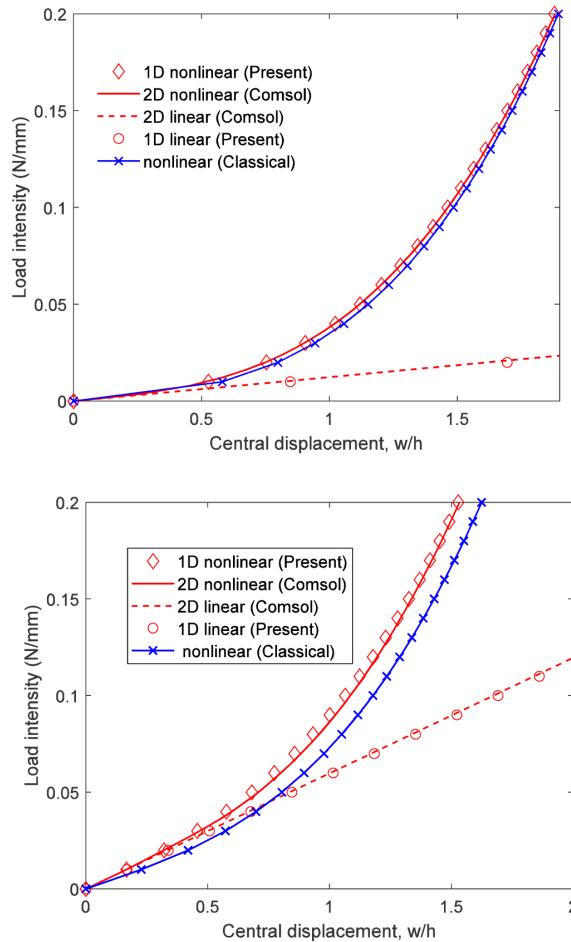 0.2
0.15
0.1
0.05
0
Load intensity (N/mm)
1D nonlinear (Present)
2D nonlinear (Comsol)
2D linear (Comsol)
1D linear (Present)
nonlinear (Classical)
0 0.5 1 1.5
Central displacement, w/h
0.2
0.15
0.1
0.05
0
Load intensity (N/mm)
1D nonlinear (Present)
2D nonlinear (Comsol)
2D linear (Comsol)
1D linear (Present)
nonlinear (Classical)
0 0.5 1 1.5 2
Central displacement, w/h